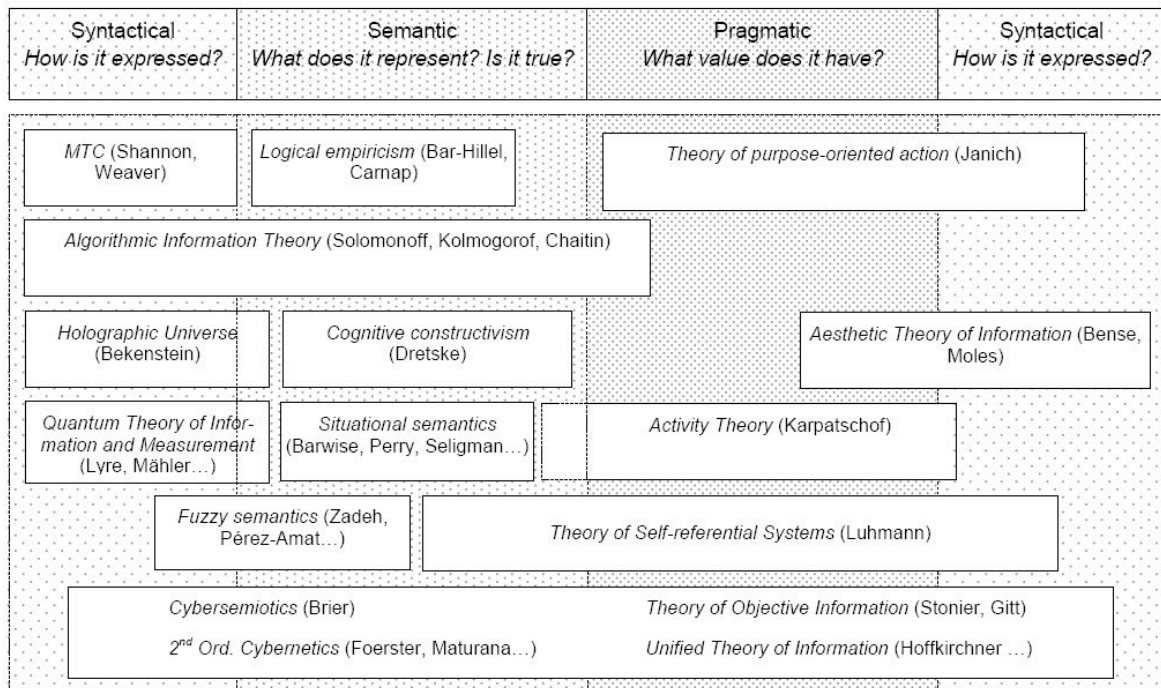 Syntactical
How is it expressed?
Semantic
What does it represent? Is it true?
Pragmatic
What value does it have?
Syntactical
How is it expressed?
MTC (Shannon,
Weaver)
Logical empiricism (Bar-Hillel,
Carnap)
Theory of purpose-oriented action (Janich)
Algorithmic Information Theory (Solomonoff, Kolmogorof, Chaitin)
Holographic Universe
(Bekenstein)
Cognitive constructivism
(Dretske)
Aesthetic Theory of Information (Bense,
Moles)
Quantum Theory of Infor-
mation and Measurement
(Lyre, Mähler…)
Situational semantics
(Barwise, Perry, Seligman…)
Activity Theory (Karpatschof)
Fuzzy semantics (Zadeh,
Pérez-Amat…)
Theory of Self-referential Systems (Luhmann)
Cybersemiotics (Brier)
Theory of Objective Information (Stonier, Gitt)
2nd Ord. Cybernetics (Foerster, Maturana…)
Unified Theory of Information (Hoffkirchner …)